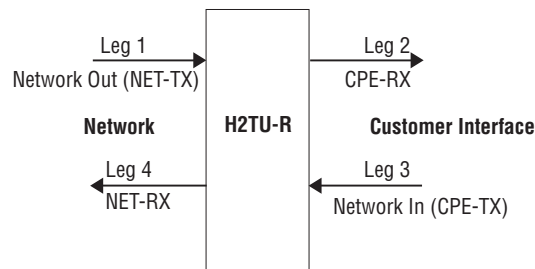 Leg 1
Network Out (NET-TX)
Leg 2
CPE-RX
Network
H2TU-R
Customer Interface
Leg 4
NET-RX
Leg 3
Network In (CPE-TX)